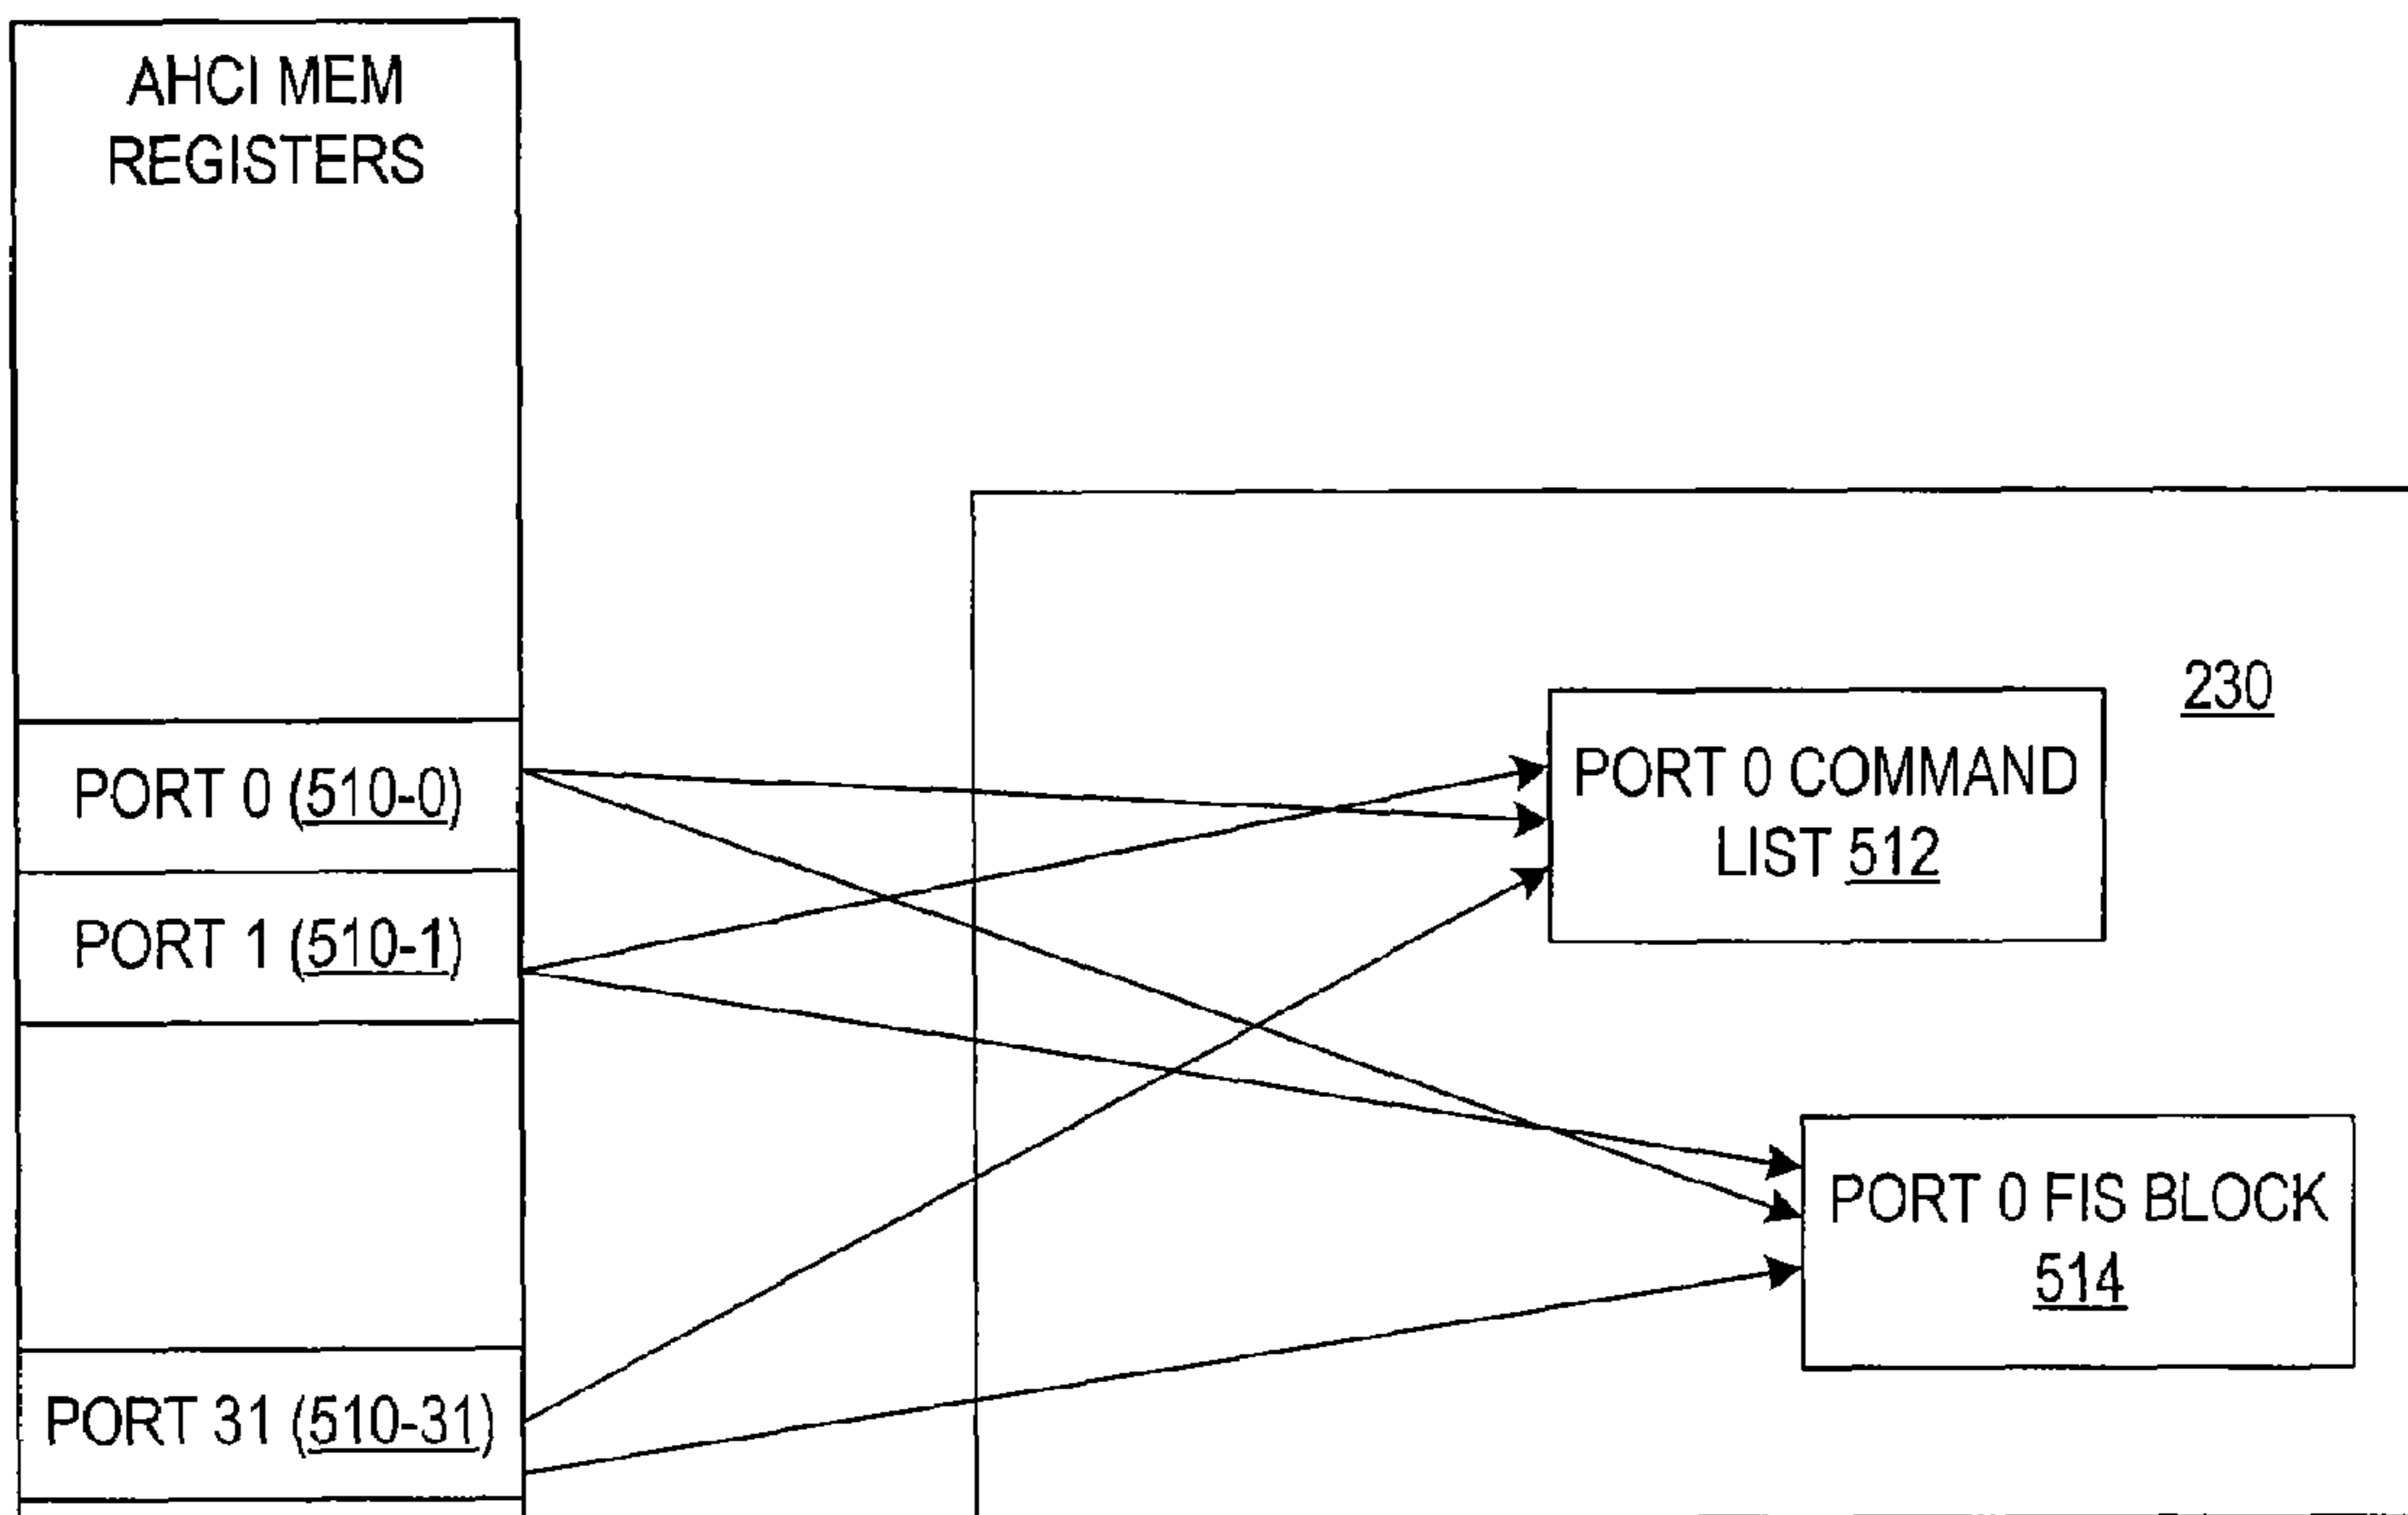 AHCI MEM
REGISTERS
PORT 0 (510-0)
PORT 1 (510-1)
PORT 31 (510-31)
230
PORT 0 COMMAND
LIST 512
PORT 0 FIS BLOCK
514